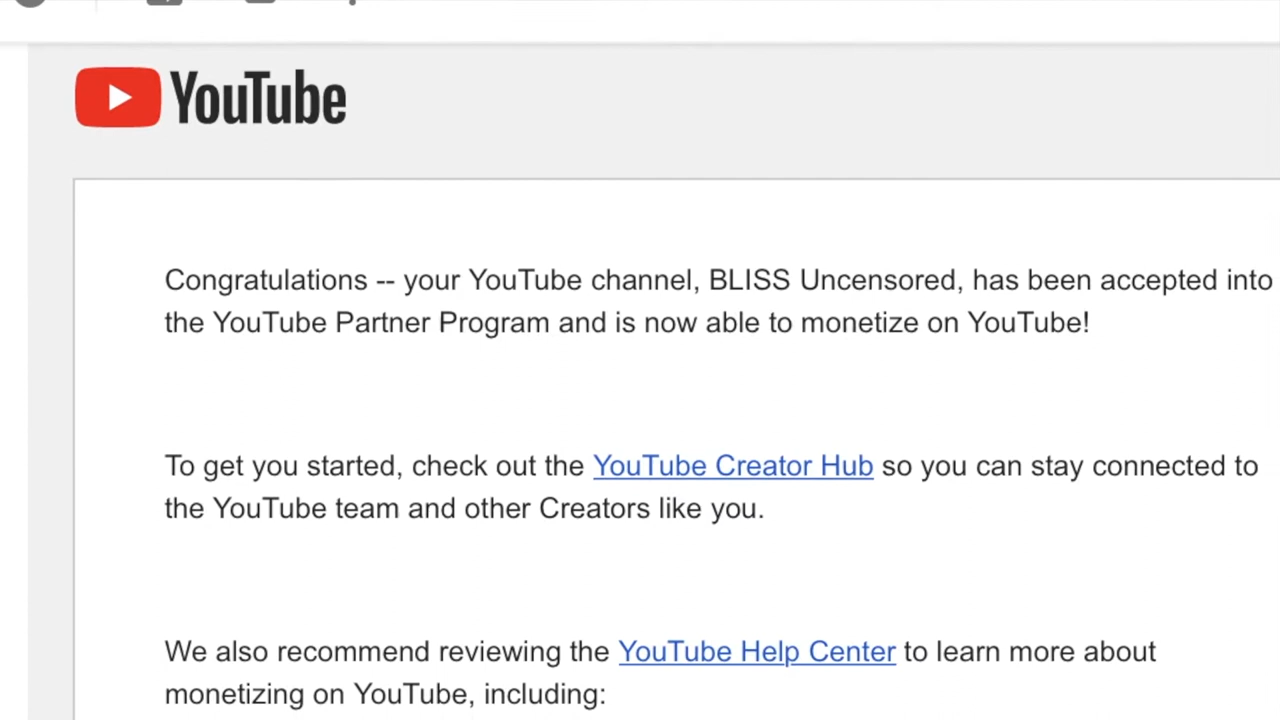 YouTube
Congratulations -- your YouTube channel, BLISS Uncensored, has been accepted into
the YouTube Partner Program and is now able to monetize on YouTube!
To get you started, check out the YouTube Creator Hub so you can stay connected to
the YouTube team and other Creators like you.
We also recommend reviewing the YouTube Help Center to learn more about
monetizing on YouTube, including: